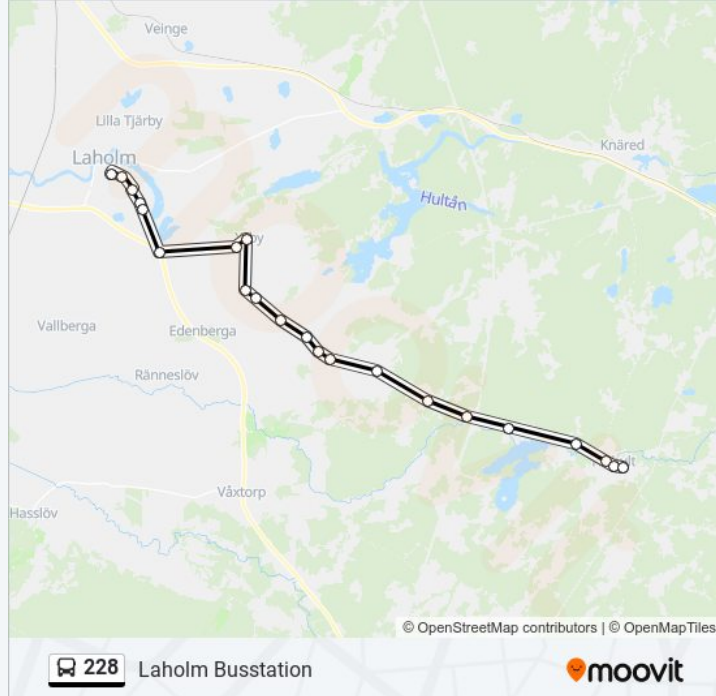 Veinge
Lilla Tjärby
Laholm
Knäred
Hultån
Vallberga
Edenberga
Ränneslöv
Våxtorp
Hasslöv
© OpenStreetMap contributors | © OpenMapTiles
228 Laholm Busstation
moovit